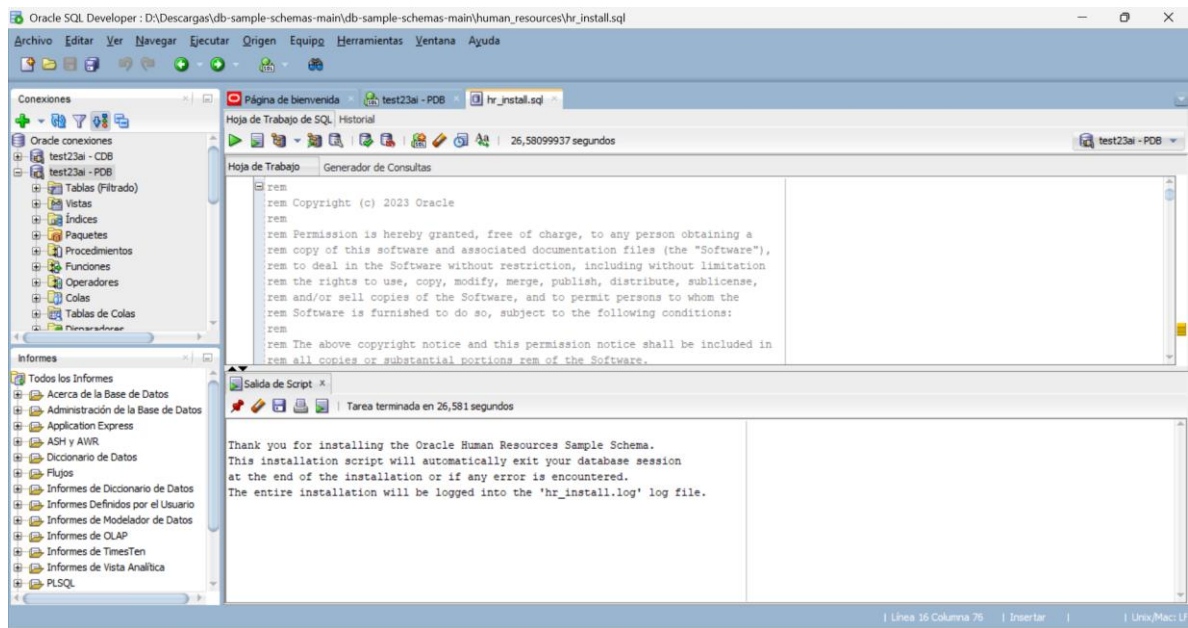 Oracle SQL Developer : D:\Descargas\db-sample-schemas-main\db-sample-schemas-main\human_resources\hr_install.sql
Archivo Editar Ver Navegar Ejecutar Origen Equipo Herramientas Ventana Ayuda
Conexiones
Oracle conexiones
test23ai - CDB
test23ai - PDB
Tablas (Filtrado)
Vistas
Índices
Paquetes
Procedimientos
Funciones
Operadores
Colas
Tablas de Colas
Disparadores
Informes
Todos los Informes
Acerca de la Base de Datos
Administración de la Base de Datos
Application Express
ASH y AWR
Diccionario de Datos
Flujos
Informes de Diccionario de Datos
Informes Definidos por el Usuario
Informes de Modelador de Datos
Informes de OLAP
Informes de TimesTen
Informes de Vista Analítica
PLSQL
Página de bienvenida
test23ai - PDB
hr_install.sql
Hoja de Trabajo de SQL Historial
26,58099937 segundos
test23ai - PDB
Hoja de Trabajo Generador de Consultas
rem
rem Copyright (c) 2023 Oracle
rem
rem Permission is hereby granted, free of charge, to any person obtaining a
rem copy of this software and associated documentation files (the "Software"),
rem to deal in the Software without restriction, including without limitation
rem the rights to use, copy, modify, merge, publish, distribute, sublicense,
rem and/or sell copies of the Software, and to permit persons to whom the
rem Software is furnished to do so, subject to the following conditions:
rem
rem The above copyright notice and this permission notice shall be included in
rem all copies or substantial portions rem of the Software.
Salida de Script
Tarea terminada en 26,581 segundos
Thank you for installing the Oracle Human Resources Sample Schema.
This installation script will automatically exit your database session
at the end of the installation or if any error is encountered.
The entire installation will be logged into the 'hr_install.log' log file.
Línea 16 Columna 76 | Insertar | Unix/Mac: LF